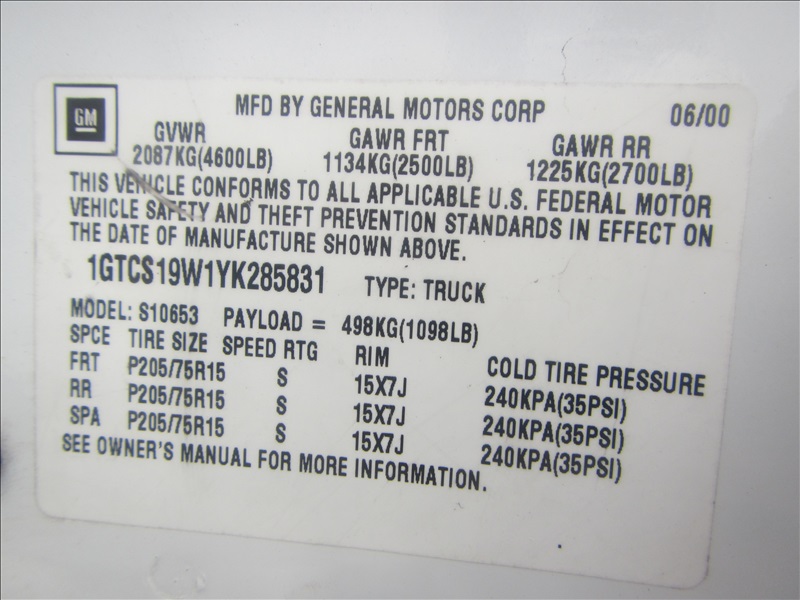 GM
MFD BY GENERAL MOTORS CORP 06/00
GVWR GAWR FRT GAWR RR
2087KG(4600LB) 1134KG(2500LB) 1225KG(2700LB)
THIS VEHICLE CONFORMS TO ALL APPLICABLE U.S. FEDERAL MOTOR
VEHICLE SAFETY AND THEFT PREVENTION STANDARDS IN EFFECT ON
THE DATE OF MANUFACTURE SHOWN ABOVE.
1GTCS19W1YK285831 TYPE: TRUCK
MODEL: S10653 PAYLOAD = 498KG(1098LB)
SPCE TIRE SIZE SPEED RTG RIM COLD TIRE PRESSURE
FRT P205/75R15 S 15X7J 240KPA(35PSI)
RR P205/75R15 S 15X7J 240KPA(35PSI)
SPA P205/75R15 S 15X7J 240KPA(35PSI)
SEE OWNER'S MANUAL FOR MORE INFORMATION.